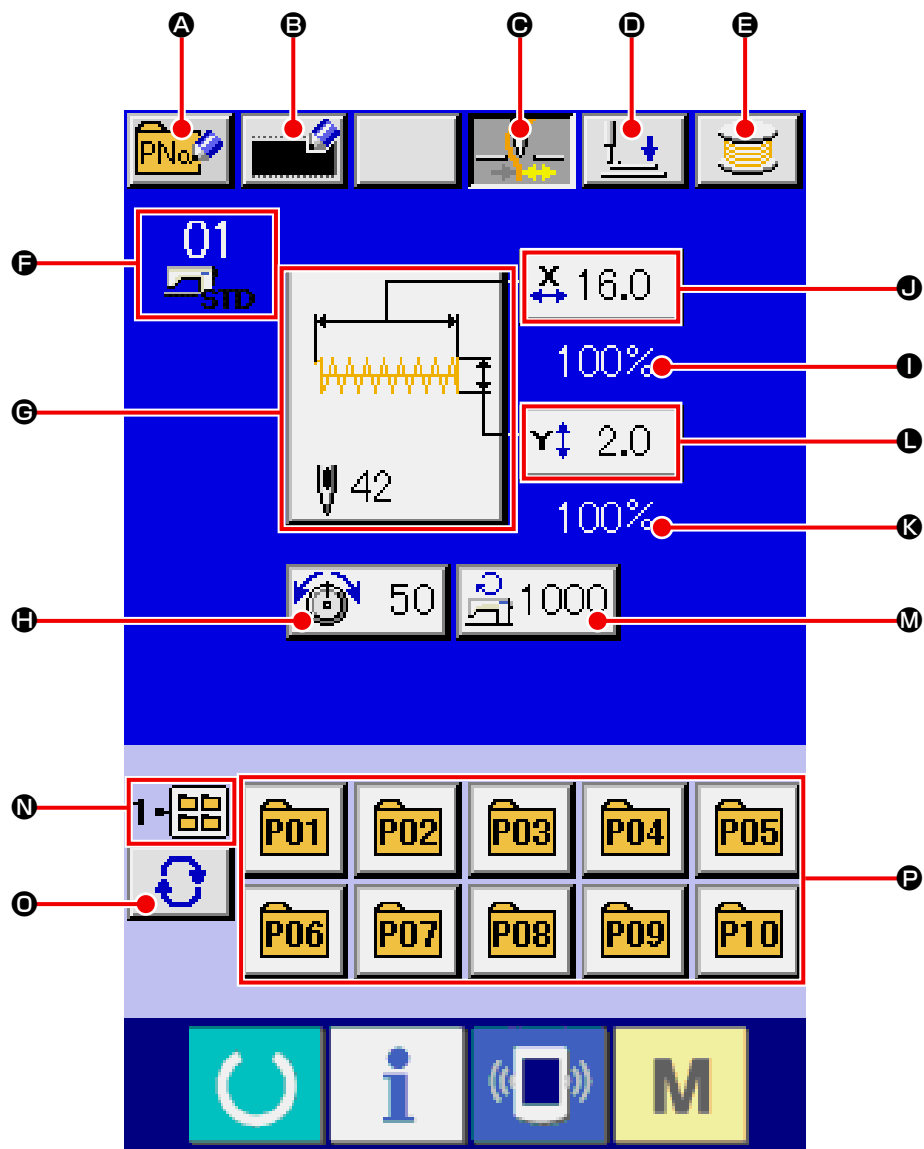 A B C D E
PNo.
F 01 X 16.0 J
STD
100% I
G Y 2.0 L
42
100% K
H 50 1000 M
N 1 P01 P02 P03 P04 P05
O P
P06 P07 P08 P09 P10
i M